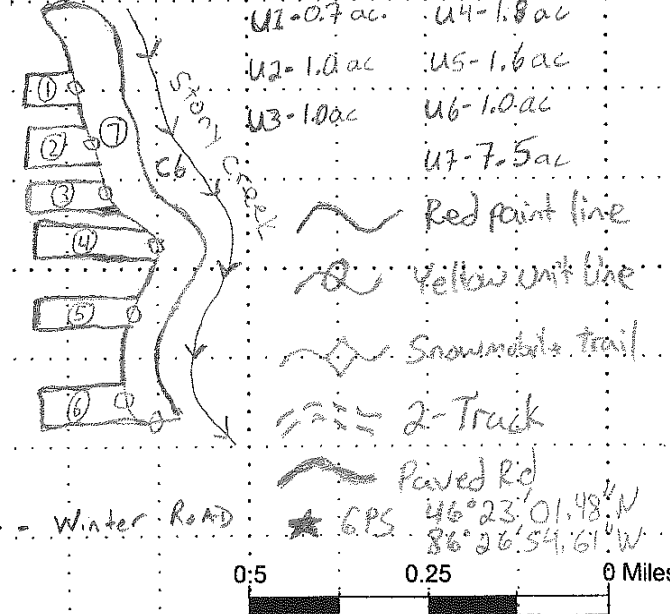 U1-0.7 ac. U4-1.8 ac
U2-1.0 ac U5-1.6 ac
U3-1.0 ac U6-1.0 ac
U7-7.5 ac
1
2
7
3
4
5
6
C6
Stony Creek
Red paint line
Yellow Unit Line
Snowmobile trail
2-Track
Paved Rd
- - Winter ROAD
GPS 46°23'01.48"N
86°26'54.61"W
0.5 0.25 0 Miles